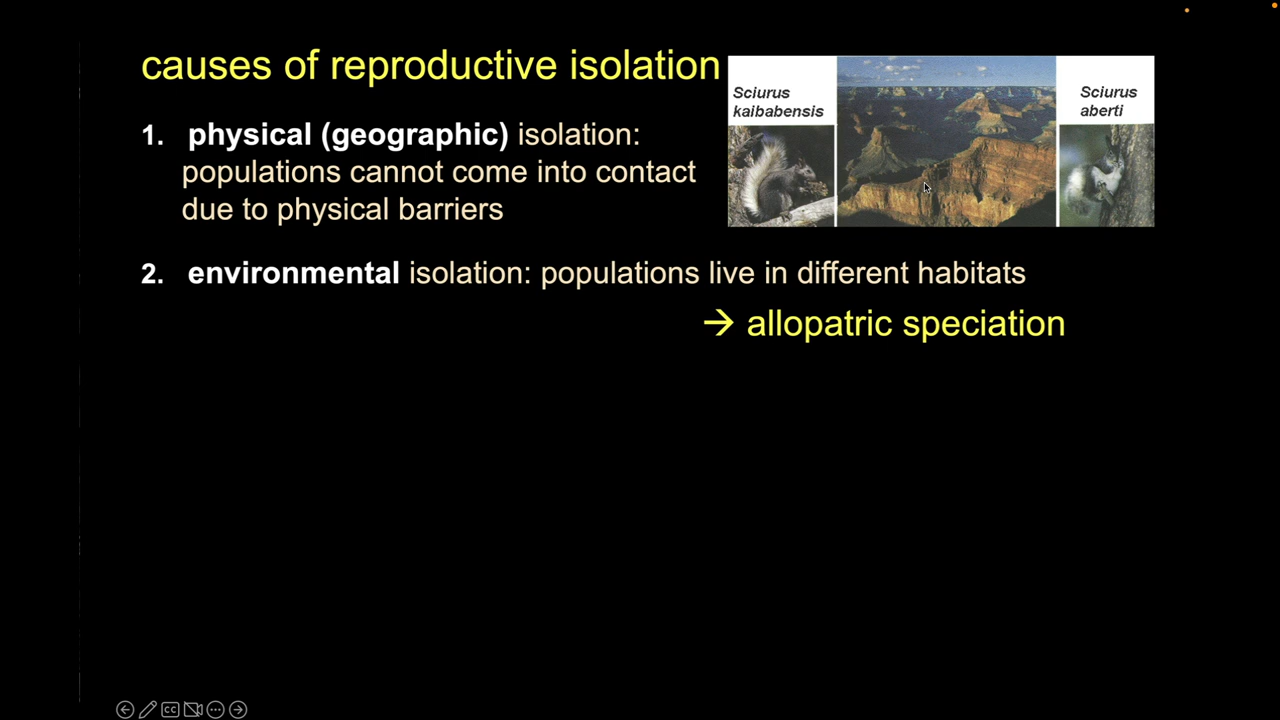 causes of reproductive isolation
Sciurus
kaibabensis
Sciurus
aberti
1. physical (geographic) isolation:
populations cannot come into contact
due to physical barriers
2. environmental isolation: populations live in different habitats
→ allopatric speciation
CC